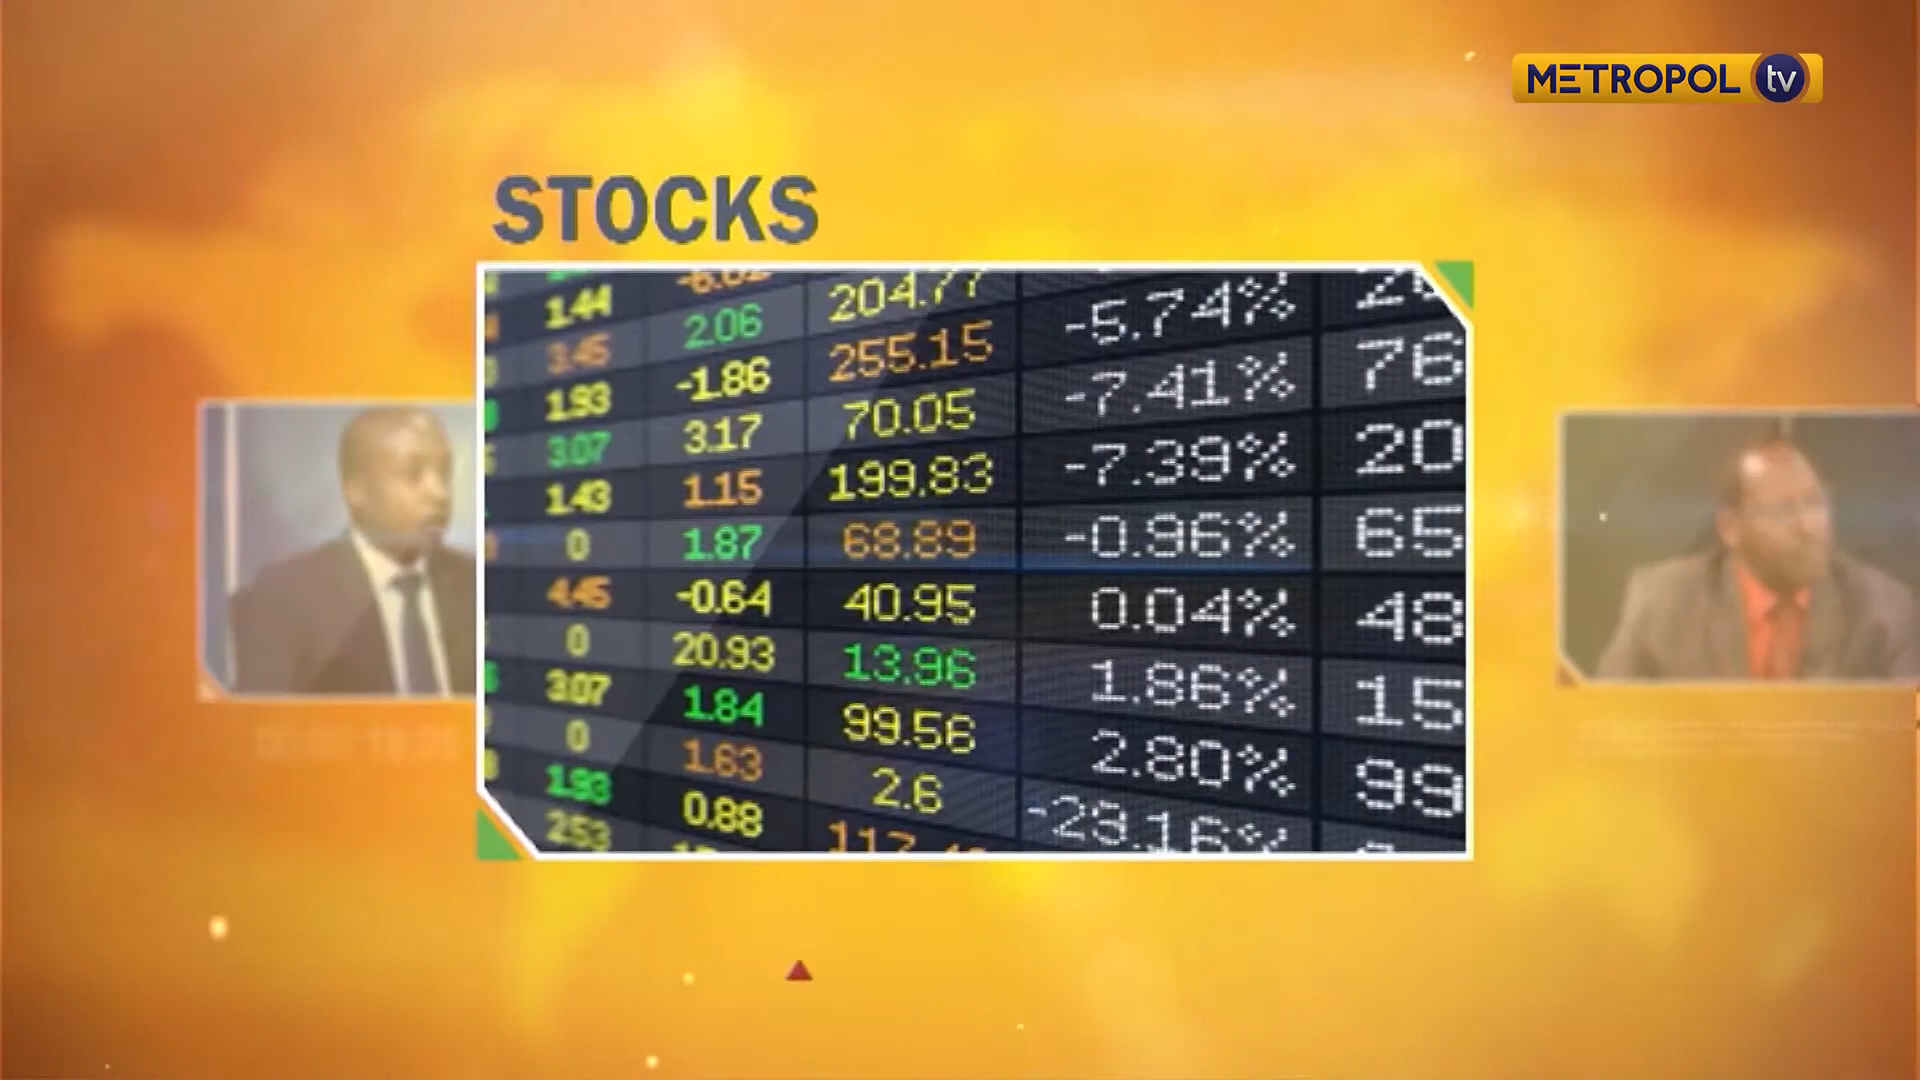 METROPOL tv
STOCKS
204.77 -5.74%
1.44 2.06 255.15 -7.41% 76
3.45 -1.86 70.05 -7.39% 20
1.93 3.17 199.83 -0.96% 65
3.07 1.15 68.89 0.04% 48
1.43 1.87 40.95 1.86% 15
0 -0.64 13.96 2.80% 99
4.45 20.93 99.56 -23.16%
0 1.84 2.6
3.07 1.63
0 0.88
1.93
2.53